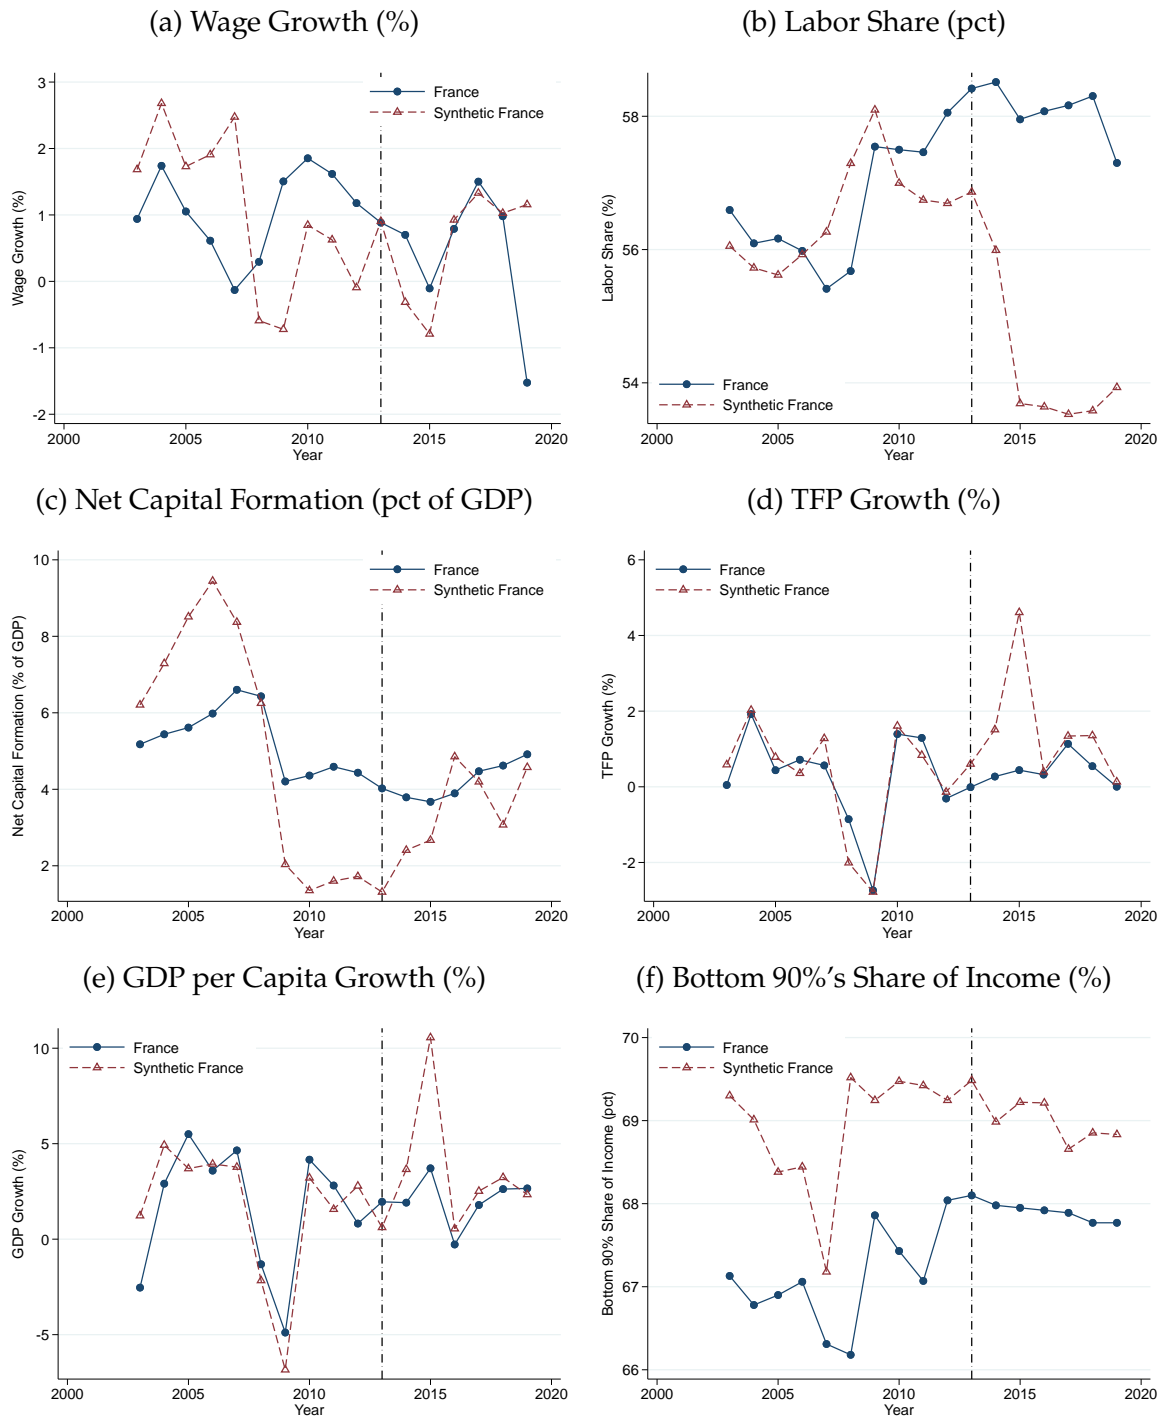 (a) Wage Growth (%)
3
2
1
0
-1
-2
Wage Growth (%)
2000
2005
2010
2015
2020
Year
France
Synthetic France
(b) Labor Share (pct)
58
56
54
Labor Share (%)
2000
2005
2010
2015
2020
Year
France
Synthetic France
(c) Net Capital Formation (pct of GDP)
10
8
6
4
2
Net Capital Formation (% of GDP)
2000
2005
2010
2015
2020
Year
France
Synthetic France
(d) TFP Growth (%)
6
4
2
0
-2
TFP Growth (%)
2000
2005
2010
2015
2020
Year
France
Synthetic France
(e) GDP per Capita Growth (%)
10
5
0
-5
GDP Growth (%)
2000
2005
2010
2015
2020
Year
France
Synthetic France
(f) Bottom 90%'s Share of Income (%)
70
69
68
67
66
Bottom 90% Share of Income (pct)
2000
2005
2010
2015
2020
Year
France
Synthetic France